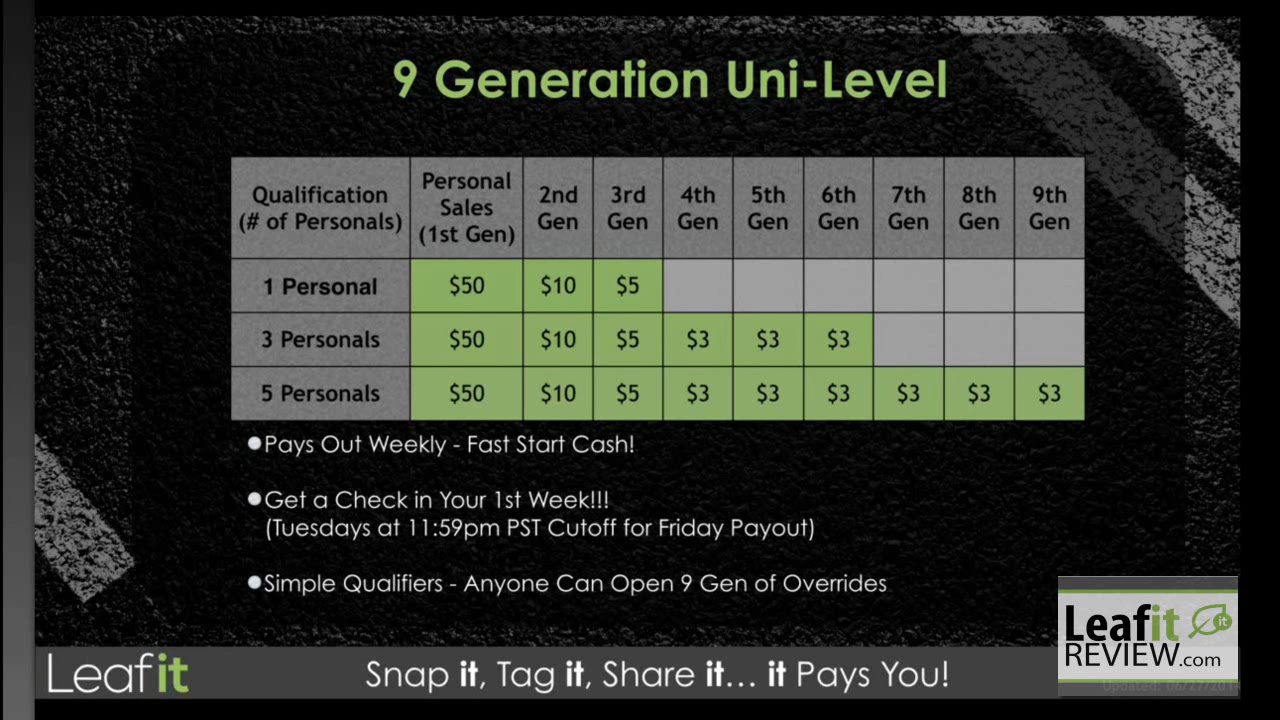 9 Generation Uni-Level
Qualification (# of Personals) Personal Sales (1st Gen) 2nd Gen 3rd Gen 4th Gen 5th Gen 6th Gen 7th Gen 8th Gen 9th Gen
1 Personal $50 $10 $5
3 Personals $50 $10 $5 $3 $3 $3
5 Personals $50 $10 $5 $3 $3 $3 $3 $3 $3
Pays Out Weekly - Fast Start Cash!
Get a Check in Your 1st Week!!!
(Tuesdays at 11:59pm PST Cutoff for Friday Payout)
Simple Qualifiers - Anyone Can Open 9 Gen of Overrides
Leafit
Snap it, Tag it, Share it... it Pays You!
Leafit it
REVIEW.com
Updated: